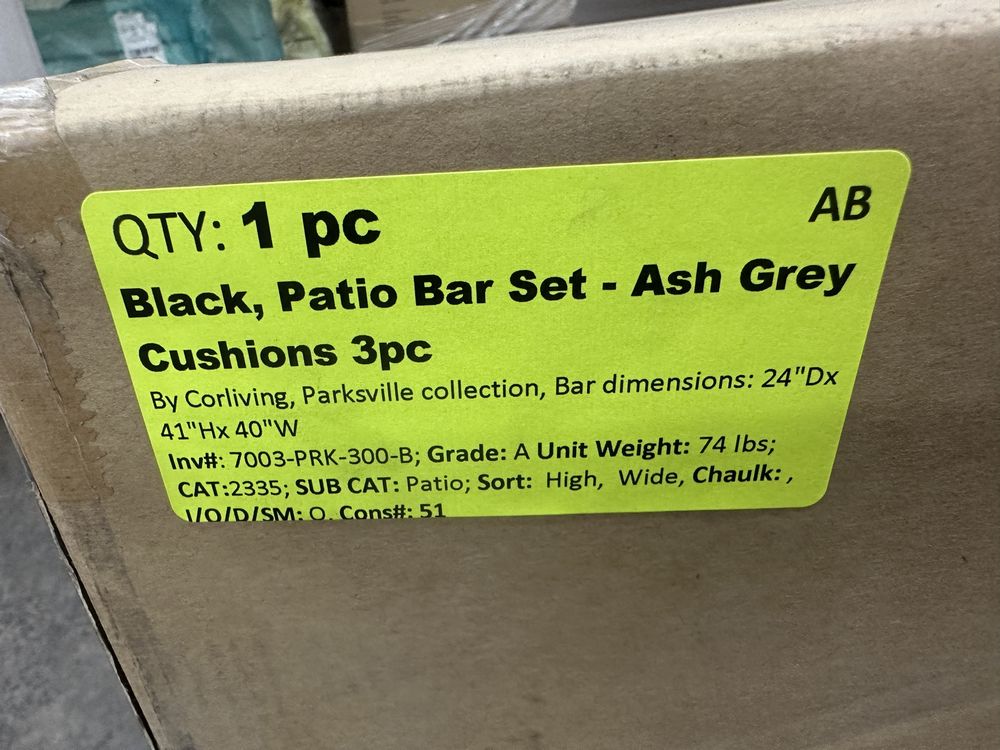 QTY: 1 pc
AB
Black, Patio Bar Set - Ash Grey
Cushions 3pc
By Corliving, Parksville collection, Bar dimensions: 24"Dx
41"Hx 40"W
Inv#: 7003-PRK-300-B; Grade: A Unit Weight: 74 lbs;
CAT:2335; SUB CAT: Patio; Sort: High, Wide, Chaulk: ,
I/O/D/SM: O, Cons#: 51